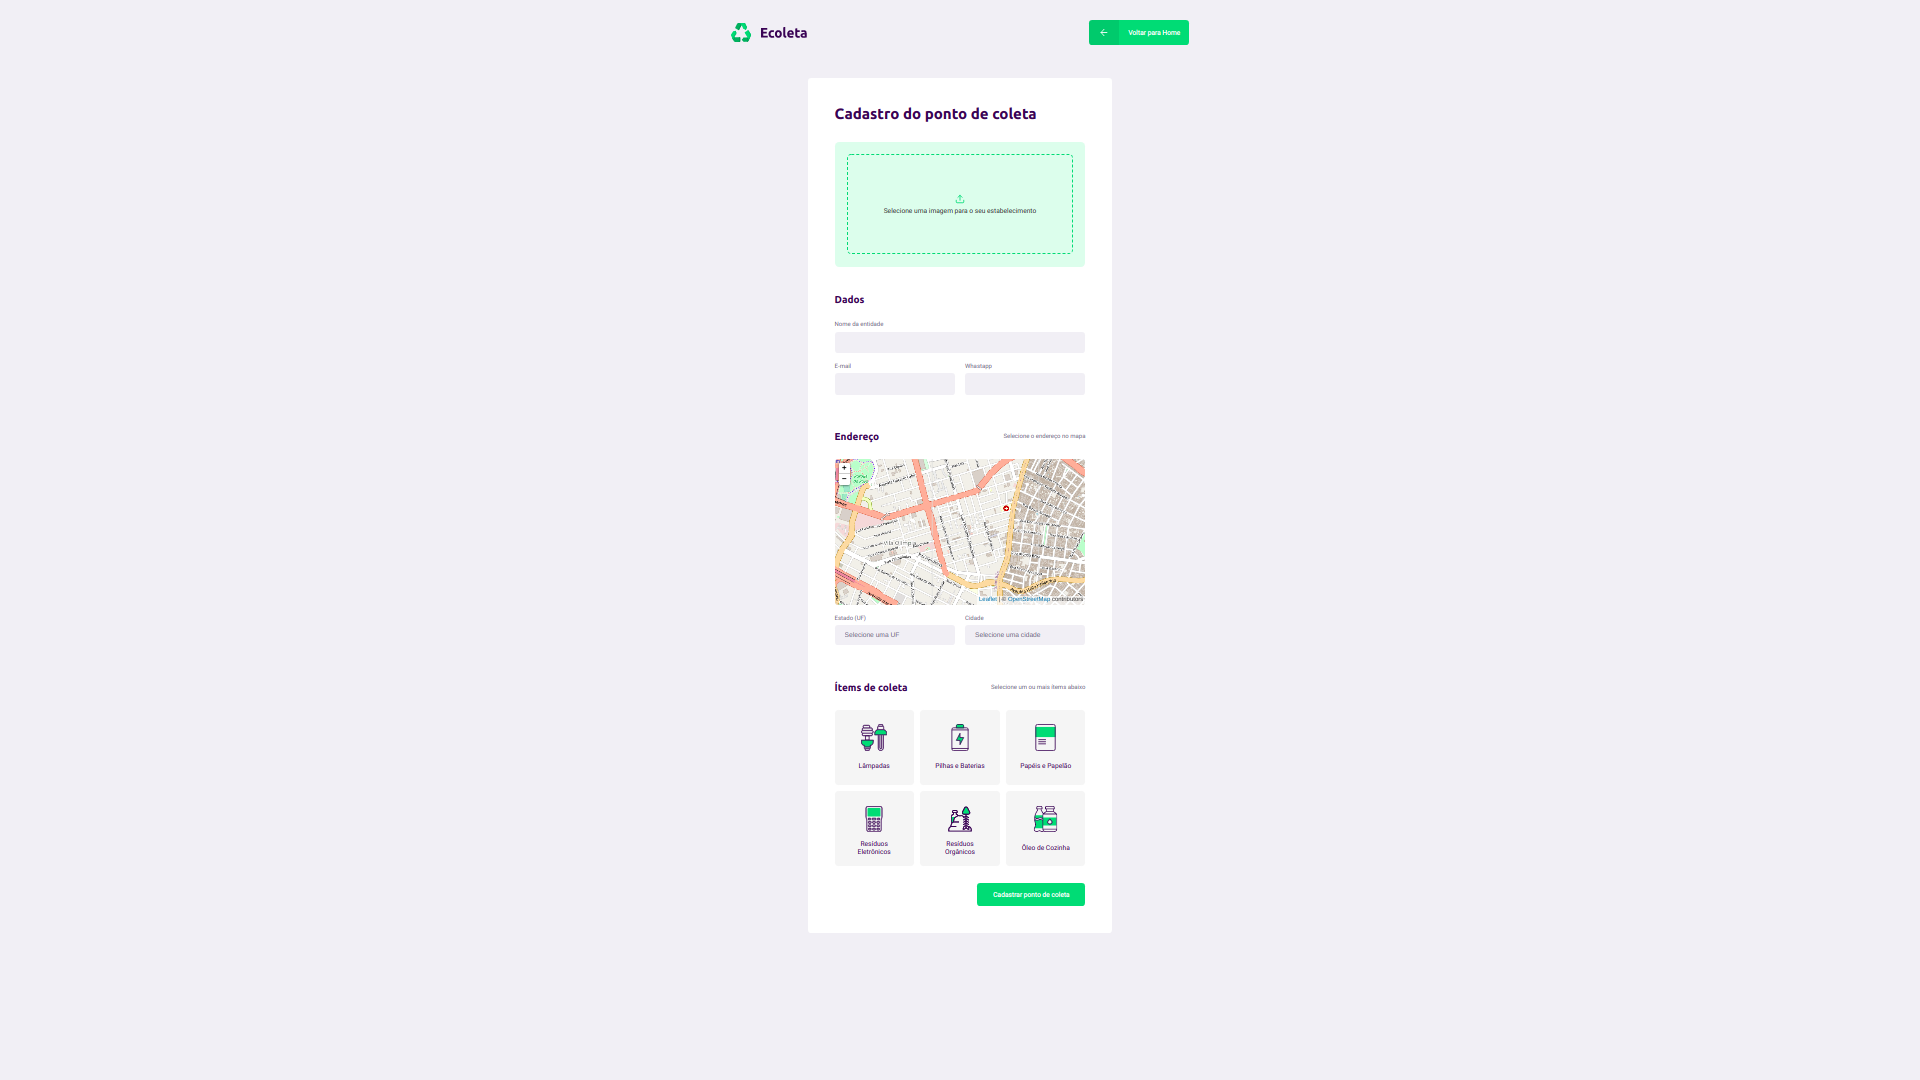 Ecoleta
Voltar para Home
Cadastro do ponto de coleta
Selecione uma imagem para o seu estabelecimento
Dados
Nome da entidade
E-mail
Whastapp
Endereço
Selecione o endereço no mapa
+
−
Vila Olímpia
Leaflet | © OpenStreetMap contributors
Estado (UF)
Cidade
Selecione uma UF
Selecione uma cidade
Ítems de coleta
Selecione um ou mais ítems abaixo
Lâmpadas
Pilhas e Baterias
Papéis e Papelão
Resíduos
Eletrônicos
Resíduos
Orgânicos
Óleo de Cozinha
Cadastrar ponto de coleta